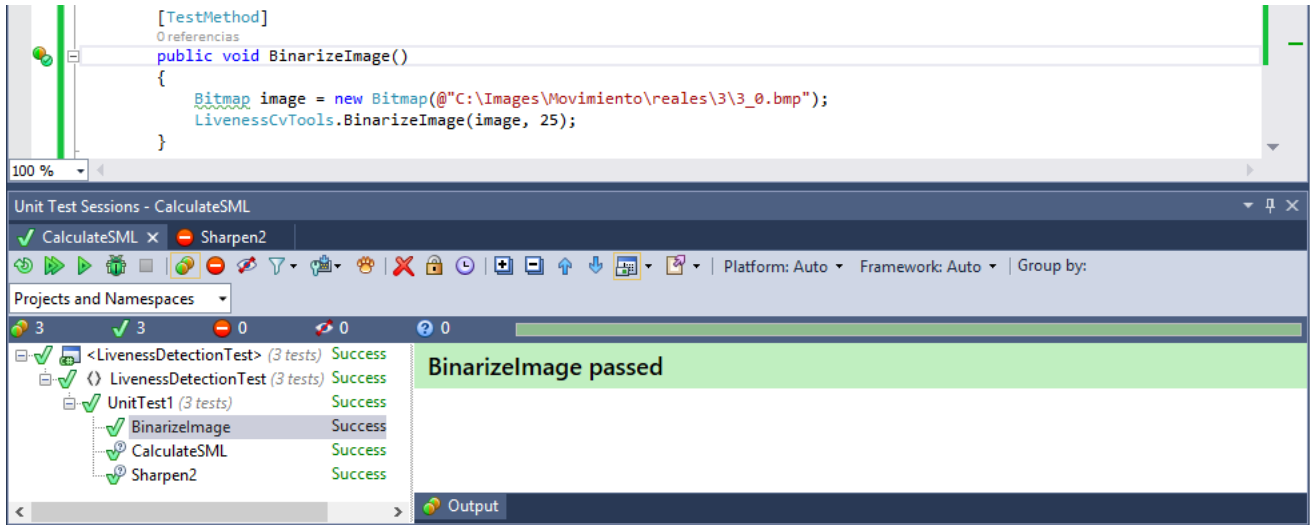 [TestMethod]
0 referencias
public void BinarizeImage()
{
Bitmap image = new Bitmap(@"C:\Images\Movimiento\reales\3\3_0.bmp");
LivenessCvTools.BinarizeImage(image, 25);
}
100 %
Unit Test Sessions - CalculateSML
CalculateSML Sharpen2
Platform: Auto Framework: Auto Group by:
Projects and Namespaces
3 3 0 0 0
<LivenessDetectionTest> (3 tests) Success
BinarizeImage passed
LivenessDetectionTest (3 tests) Success
UnitTest1 (3 tests) Success
BinarizeImage Success
CalculateSML Success
Sharpen2 Success
Output